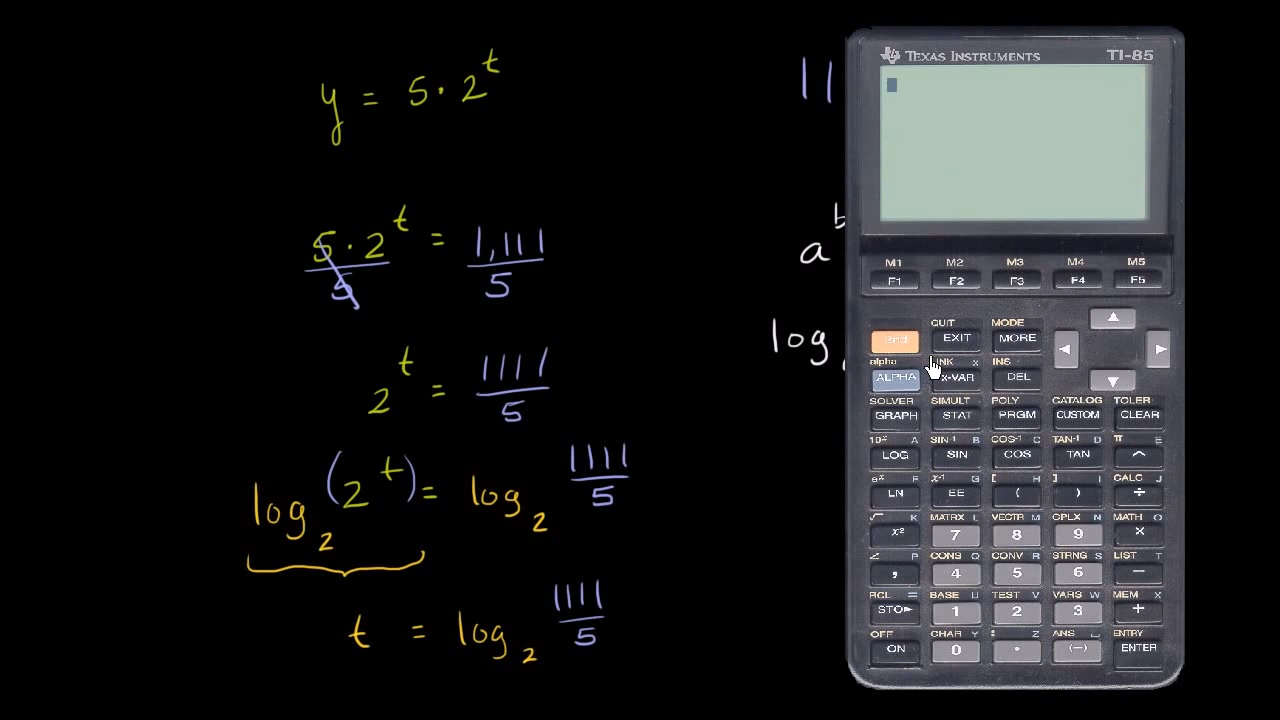 y = 5 · 2^t
5 · 2^t / 5 = 1,111 / 5
2^t = 1111 / 5
log_2 (2^t) = log_2 1111 / 5
t = log_2 1111 / 5
11
a^b
log
TEXAS INSTRUMENTS TI-85
M1 M2 M3 M4 M5
F1 F2 F3 F4 F5
QUIT MODE
2nd EXIT MORE
alpha x INS
ALPHA x-VAR DEL
SOLVER SIMULT POLY CATALOG TOLER
GRAPH STAT PRGM CUSTOM CLEAR
10ˣ A SIN⁻¹ B COS⁻¹ C TAN⁻¹ D π E
LOG SIN COS TAN ^
eˣ F x⁻¹ G [ H ] I CALC J
LN EE ( ) ÷
√ K MATRX L VECTR M CPLX N MATH O
x² 7 8 9 ×
∠ P CONS Q CONV R STRNG S LIST T
, 4 5 6 −
RCL = BASE U TEST V VARS W MEM X
STO▸ 1 2 3 +
OFF CHAR Y : Z ANS ␣ ENTRY
ON 0 . (−) ENTER